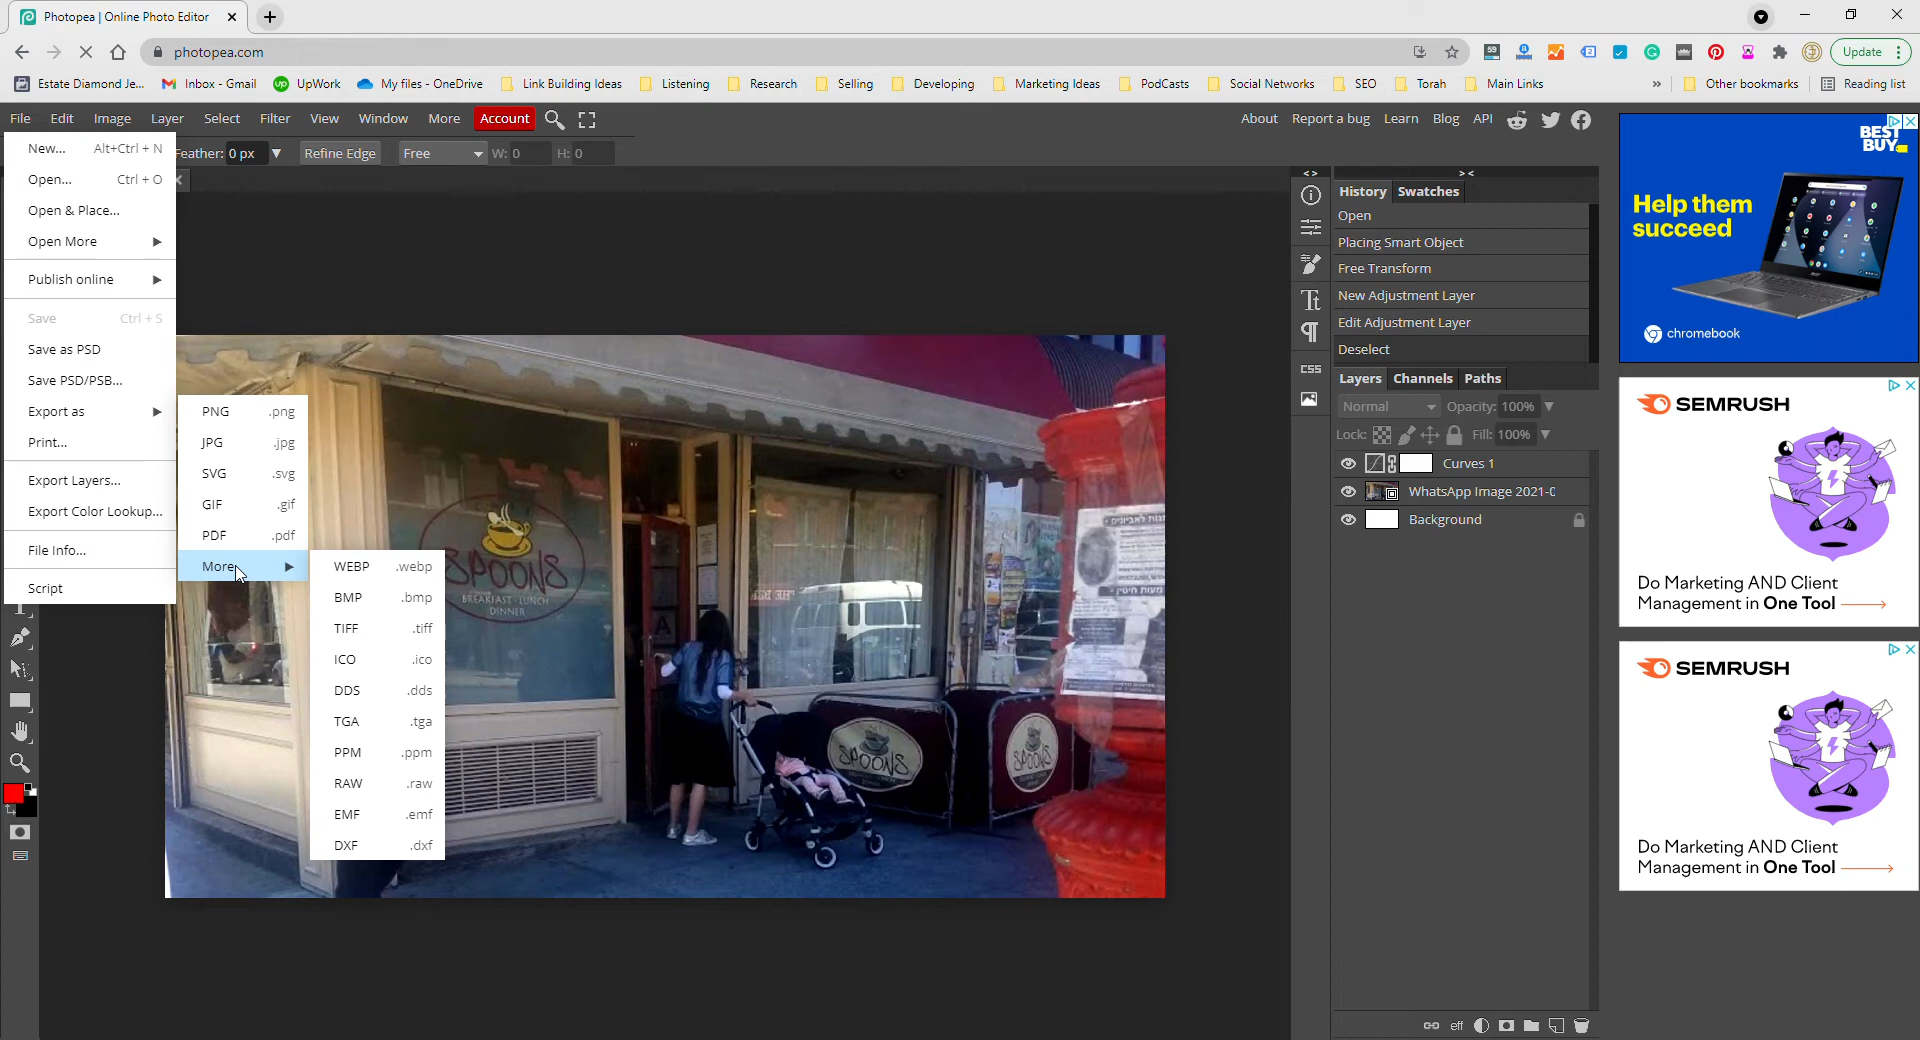 Photopea | Online Photo Editor
photopea.com
Update
Estate Diamond Je...
Inbox - Gmail
UpWork
My files - OneDrive
Link Building Ideas
Listening
Research
Selling
Developing
Marketing Ideas
PodCasts
Social Networks
SEO
Torah
Main Links
»
Other bookmarks
Reading list
File Edit Image Layer Select Filter View Window More Account
About Report a bug Learn Blog API
Feather: 0 px
Refine Edge
Free
W: 0
H: 0
New... Alt+Ctrl + N
Open... Ctrl + O
Open & Place...
Open More
Publish online
Save Ctrl + S
Save as PSD
Save PSD/PSB...
Export as
Print...
Export Layers...
Export Color Lookup...
File Info...
Script
PNG .png
JPG .jpg
SVG .svg
GIF .gif
PDF .pdf
More
WEBP .webp
BMP .bmp
TIFF .tiff
ICO .ico
DDS .dds
TGA .tga
PPM .ppm
RAW .raw
EMF .emf
DXF .dxf
SPOONS
BREAKFAST - LUNCH
DINNER
A
SPOONS
SPOONS
< >
> <
CSS
History Swatches
Open
Placing Smart Object
Free Transform
New Adjustment Layer
Edit Adjustment Layer
Deselect
Layers Channels Paths
Normal
Opacity: 100%
Lock:
Fill: 100%
Curves 1
WhatsApp Image 2021-0
Background
eff
BEST
BUY
Help them
succeed
chromebook
SEMRUSH
Do Marketing AND Client
Management in One Tool
SEMRUSH
Do Marketing AND Client
Management in One Tool